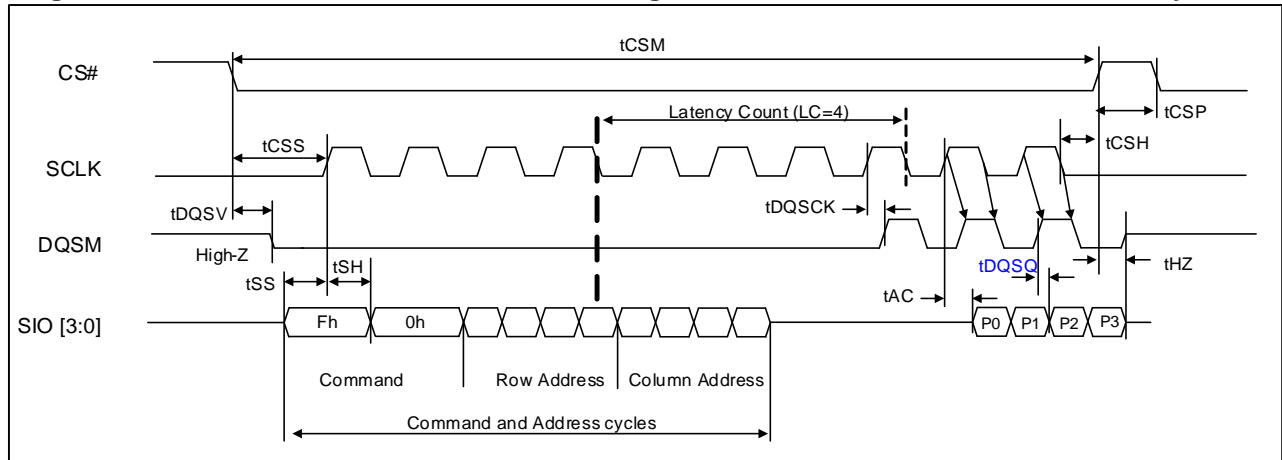 tCSM
CS#
Latency Count (LC=4)
tCSP
tCSS
tCSH
SCLK
tDQSV
tDQSCK
DQSM
High-Z
tSH
tDQSQ
tHZ
tSS
tAC
SIO [3:0]
Fh
0h
P0
P1
P2
P3
Command
Row Address
Column Address
Command and Address cycles